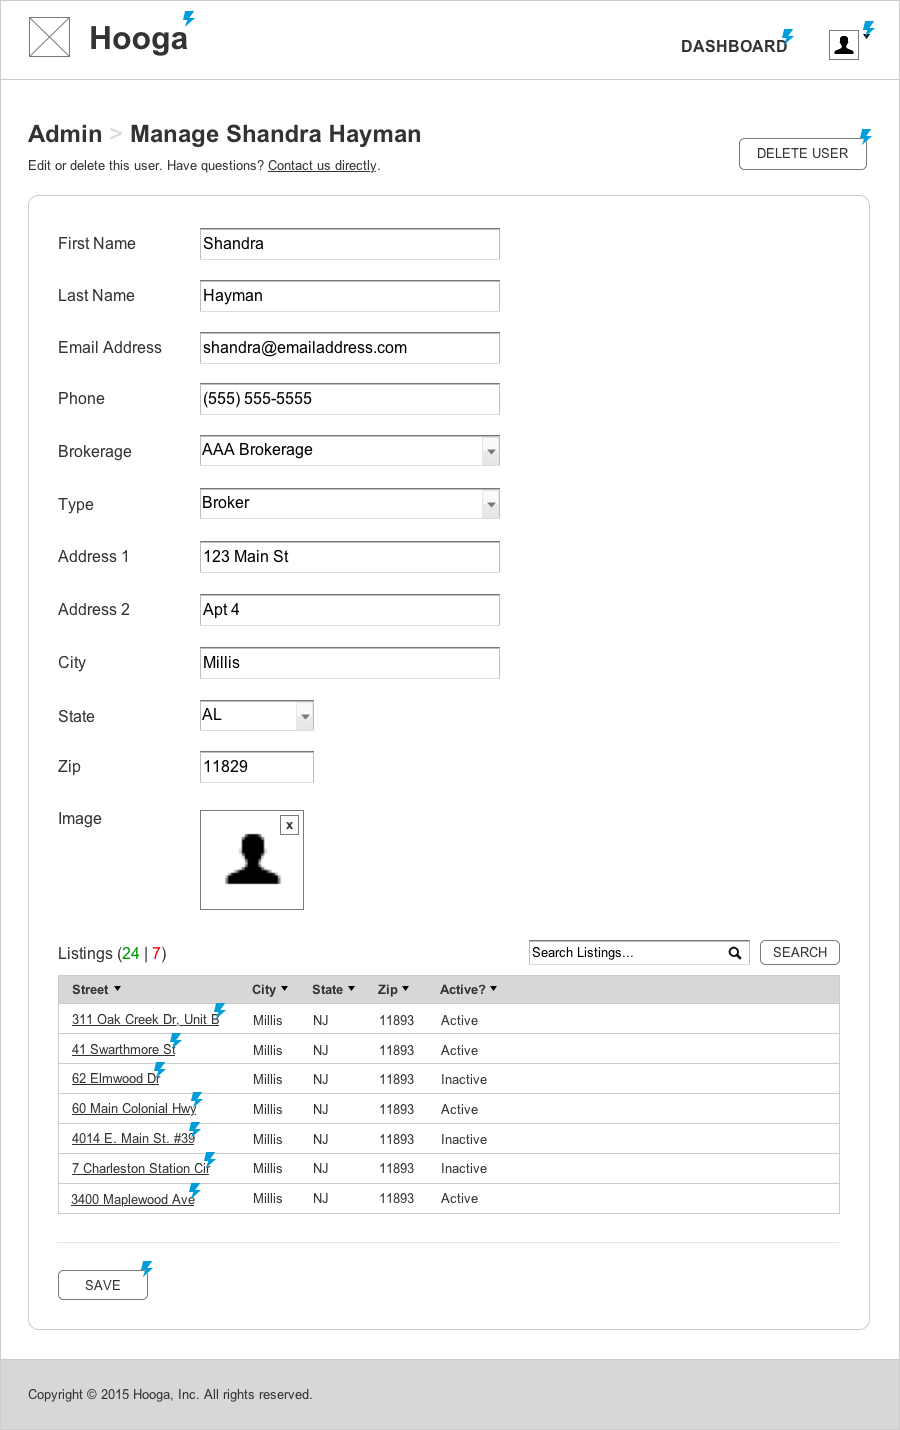 Hooga
DASHBOARD
Admin > Manage Shandra Hayman
Edit or delete this user. Have questions? Contact us directly.
DELETE USER
First Name
Shandra
Last Name
Hayman
Email Address
shandra@emailaddress.com
Phone
(555) 555-5555
Brokerage
AAA Brokerage
Type
Broker
Address 1
123 Main St
Address 2
Apt 4
City
Millis
State
AL
Zip
11829
Image
x
Listings (24 | 7)
Search Listings...
SEARCH
Street City State Zip Active?
311 Oak Creek Dr, Unit B Millis NJ 11893 Active
41 Swarthmore St Millis NJ 11893 Active
62 Elmwood Dr Millis NJ 11893 Inactive
60 Main Colonial Hwy Millis NJ 11893 Active
4014 E. Main St. #39 Millis NJ 11893 Inactive
7 Charleston Station Cir Millis NJ 11893 Inactive
3400 Maplewood Ave Millis NJ 11893 Active
SAVE
Copyright © 2015 Hooga, Inc. All rights reserved.